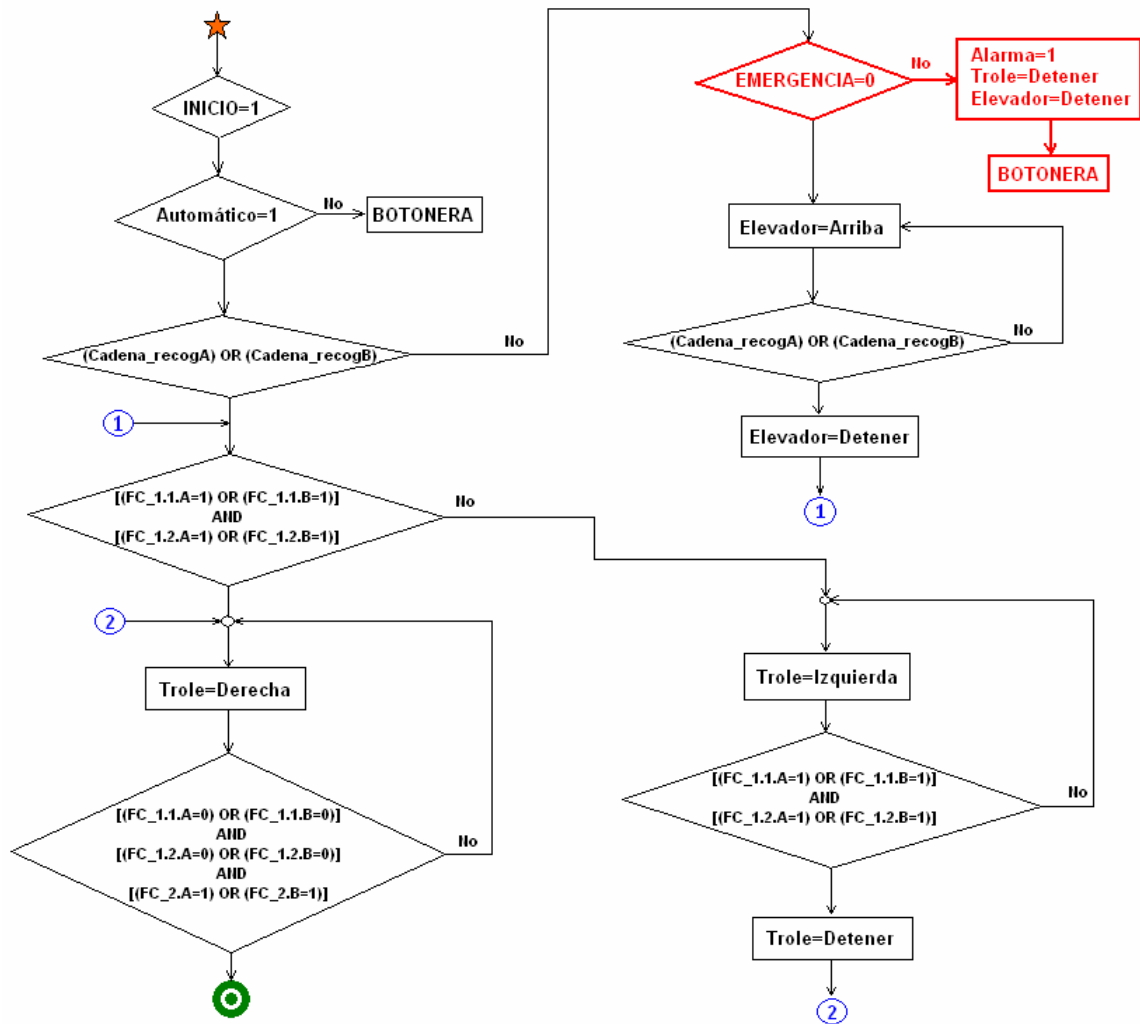 INICIO=1
Automático=1
No
BOTONERA
(Cadena_recogA) OR (Cadena_recogB)
No
1
[(FC_1.1.A=1) OR (FC_1.1.B=1)]
AND
[(FC_1.2.A=1) OR (FC_1.2.B=1)]
No
2
Trole=Derecha
[(FC_1.1.A=0) OR (FC_1.1.B=0)]
AND
[(FC_1.2.A=0) OR (FC_1.2.B=0)]
AND
[(FC_2.A=1) OR (FC_2.B=1)]
No
EMERGENCIA=0
No
Alarma=1
Trole=Detener
Elevador=Detener
BOTONERA
Elevador=Arriba
(Cadena_recogA) OR (Cadena_recogB)
No
Elevador=Detener
1
Trole=Izquierda
[(FC_1.1.A=1) OR (FC_1.1.B=1)]
AND
[(FC_1.2.A=1) OR (FC_1.2.B=1)]
No
Trole=Detener
2